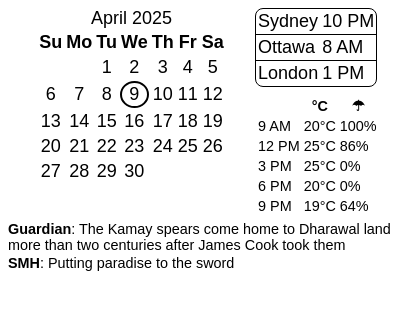 April 2025
Su Mo Tu We Th Fr Sa
1 2 3 4 5
6 7 8 9 10 11 12
13 14 15 16 17 18 19
20 21 22 23 24 25 26
27 28 29 30
Sydney 10 PM
Ottawa 8 AM
London 1 PM
°C ☂
9 AM 20°C 100%
12 PM 25°C 86%
3 PM 25°C 0%
6 PM 20°C 0%
9 PM 19°C 64%
Guardian: The Kamay spears come home to Dharawal land
more than two centuries after James Cook took them
SMH: Putting paradise to the sword